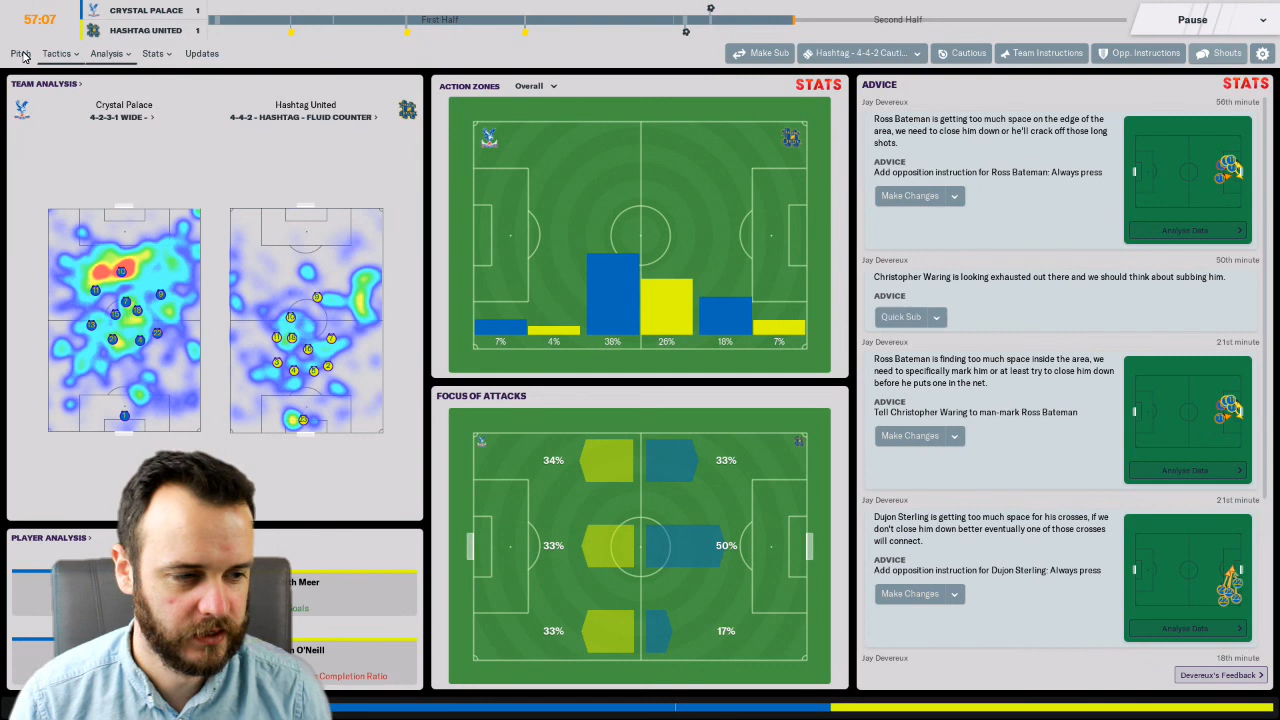 57:07
CRYSTAL PALACE 1
HASHTAG UNITED 1
First Half
Second Half
Pause
Pitch
Tactics
Analysis
Stats
Updates
Make Sub
Hashtag - 4-4-2 Cauti...
Cautious
Team Instructions
Opp. Instructions
Shouts
TEAM ANALYSIS >
Crystal Palace
4-2-3-1 WIDE - >
Hashtag United
4-4-2 - HASHTAG - FLUID COUNTER >
PLAYER ANALYSIS >
th Meer
oals
n O'Neill
Completion Ratio
ACTION ZONES
Overall
STATS
7%
4%
38%
26%
18%
7%
FOCUS OF ATTACKS
34%
33%
33%
50%
33%
17%
ADVICE
STATS
Jay Devereux
56th minute
Ross Bateman is getting too much space on the edge of the
area, we need to close him down or he'll crack off those long
shots.
ADVICE
Add opposition instruction for Ross Bateman: Always press
Make Changes
Analyse Data
Jay Devereux
50th minute
Christopher Waring is looking exhausted out there and we should think about subbing him.
ADVICE
Quick Sub
Jay Devereux
21st minute
Ross Bateman is finding too much space inside the area, we
need to specifically mark him or at least try to close him down
before he puts one in the net.
ADVICE
Tell Christopher Waring to man-mark Ross Bateman
Make Changes
Analyse Data
Jay Devereux
21st minute
Dujon Sterling is getting too much space for his crosses, if we
don't close him down better eventually one of those crosses
will connect.
ADVICE
Add opposition instruction for Dujon Sterling: Always press
Make Changes
Analyse Data
Jay Devereux
18th minute
Devereux's Feedback >